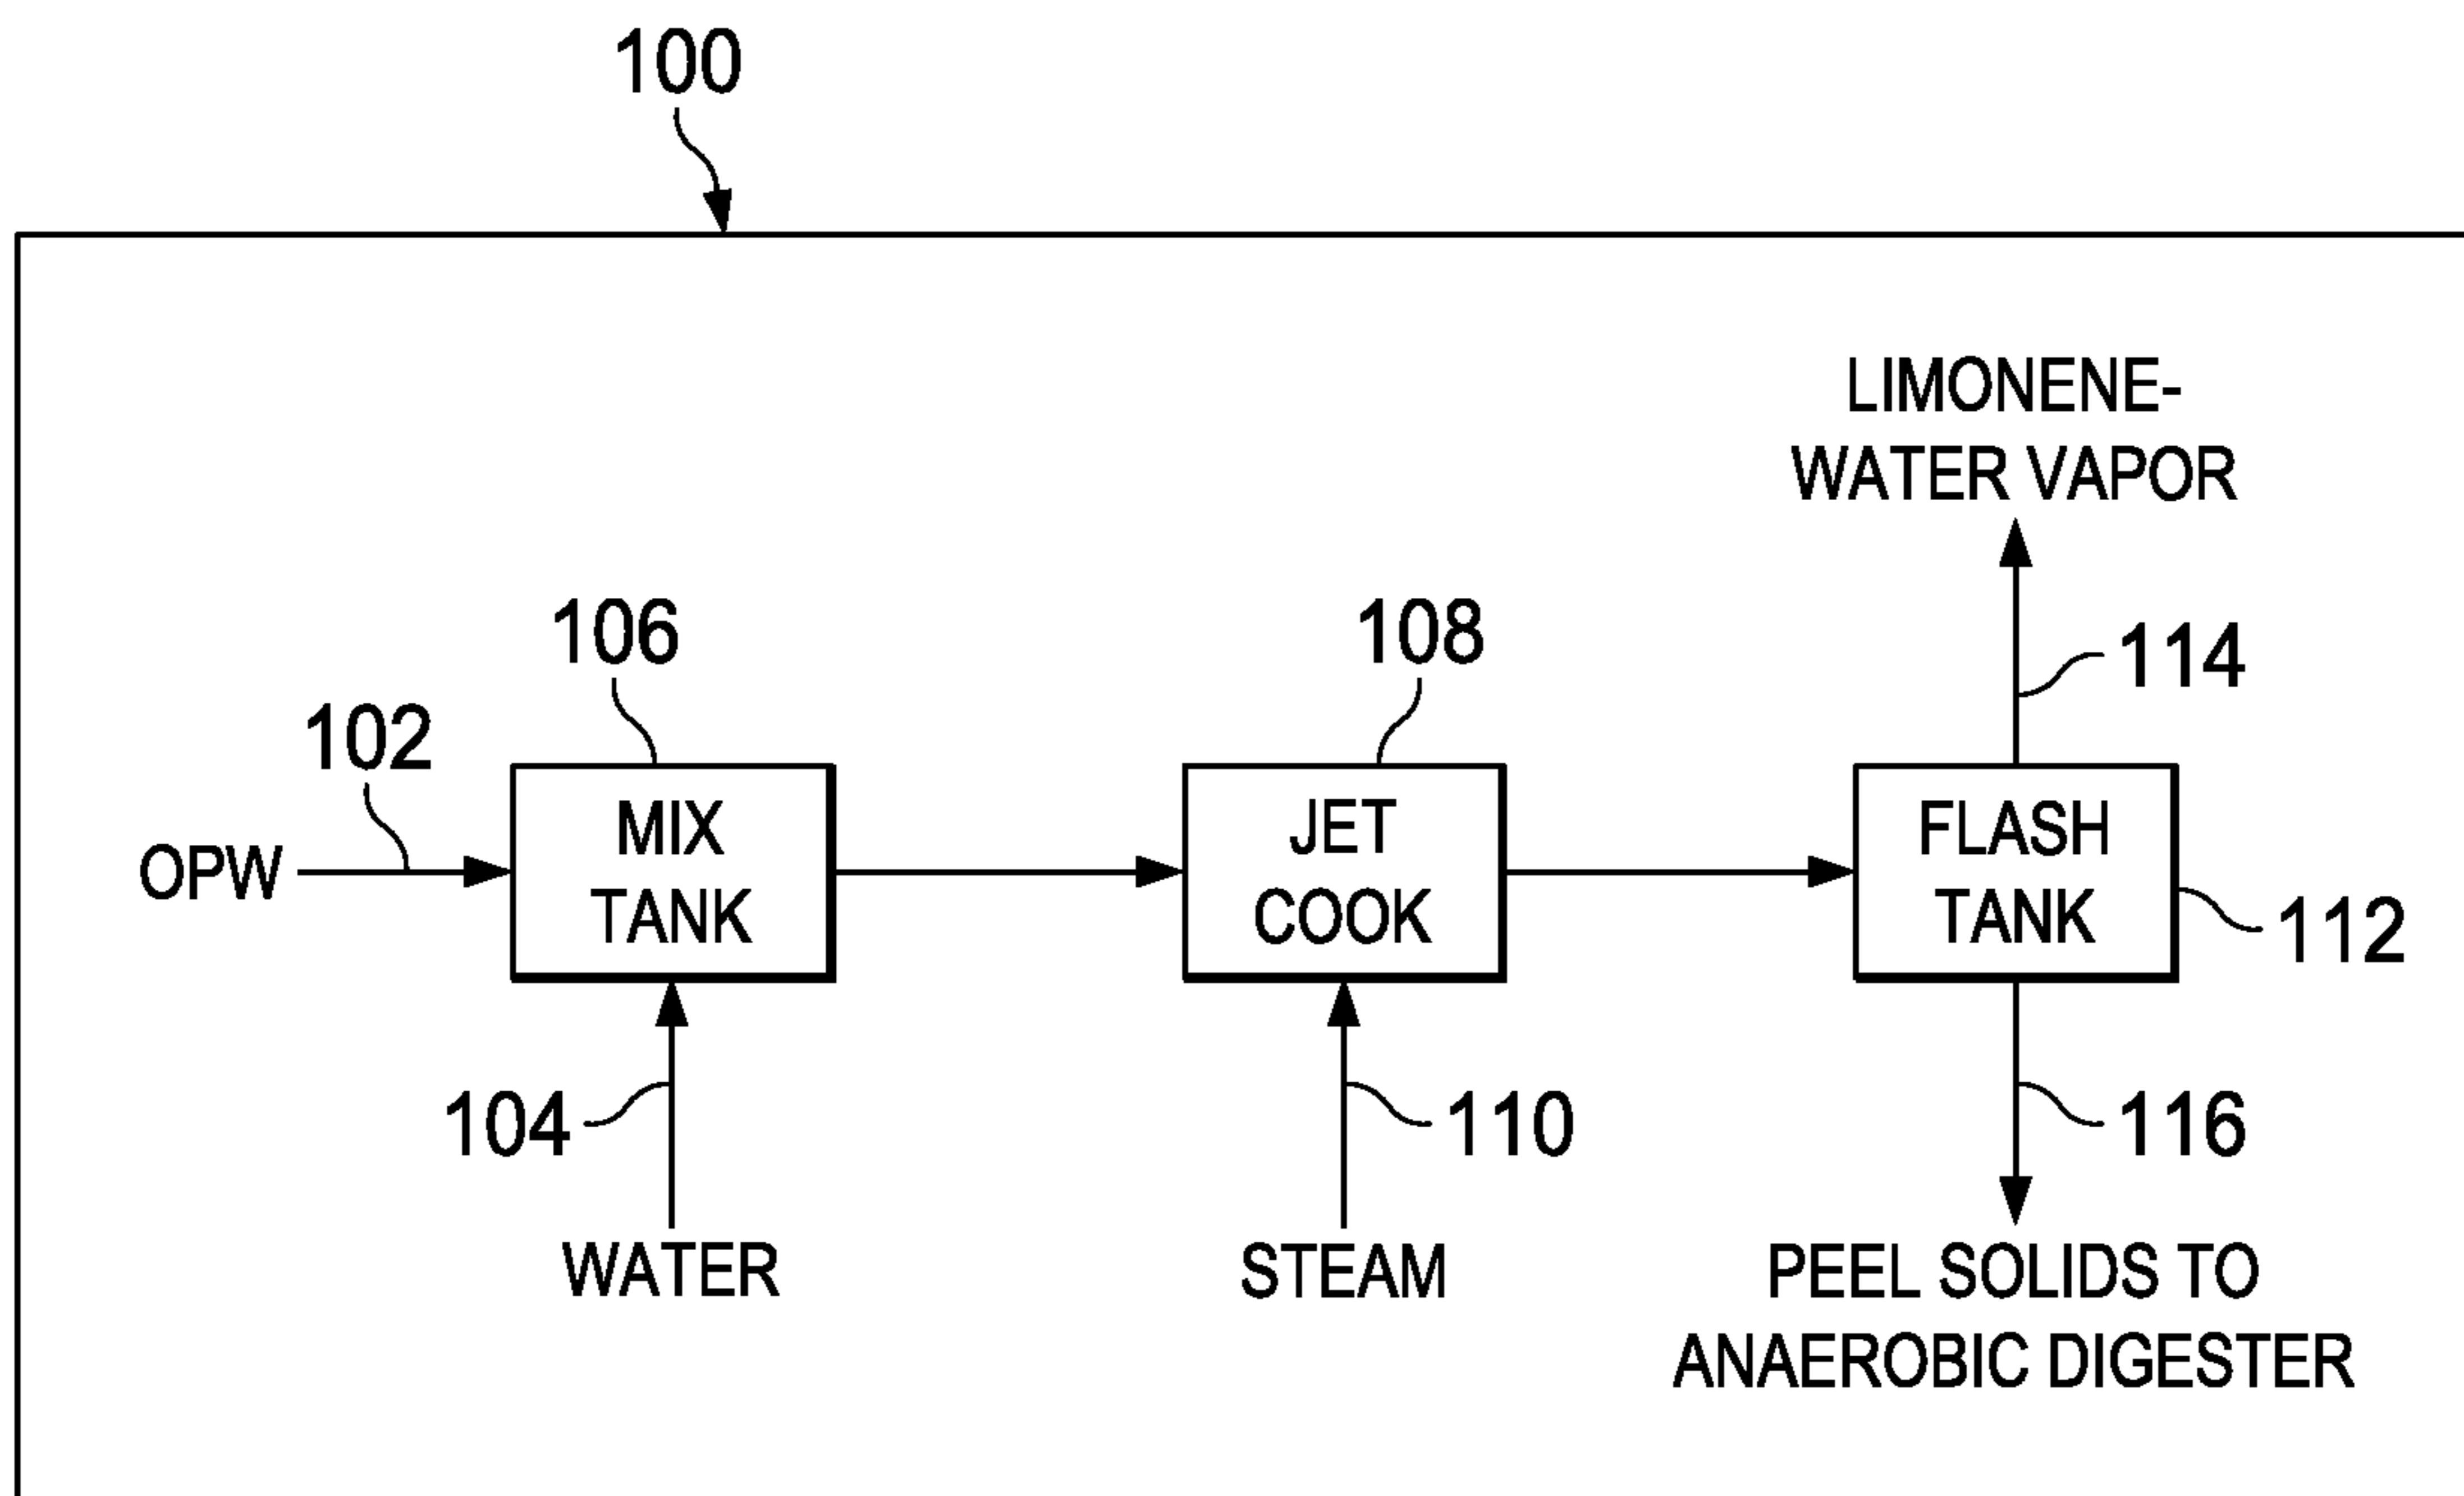 100
LIMONENE-
WATER VAPOR
106
108
114
102
OPW
MIX
TANK
JET
COOK
FLASH
TANK
112
104
110
116
WATER
STEAM
PEEL SOLIDS TO
ANAEROBIC DIGESTER